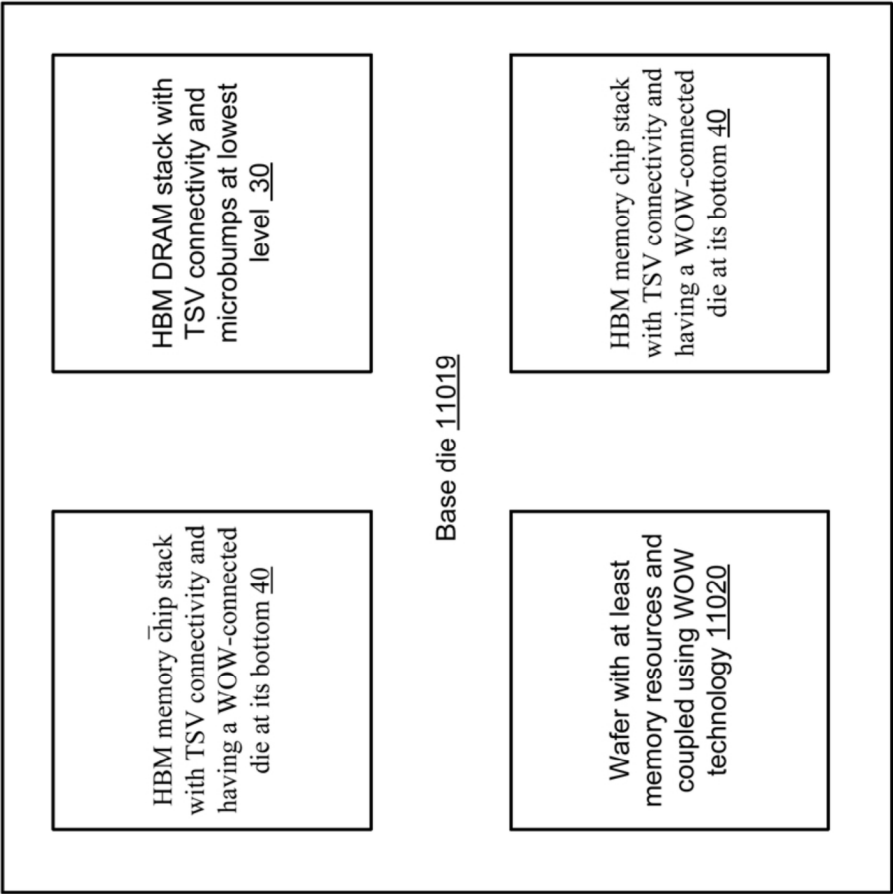 HBM memory chip stack
with TSV connectivity and
having a WOW-connected
die at its bottom 40
HBM DRAM stack with
TSV connectivity and
microbumps at lowest
level 30
Base die 11019
Wafer with at least
memory resources and
coupled using WOW
technology 11020
HBM memory chip stack
with TSV connectivity and
having a WOW-connected
die at its bottom 40